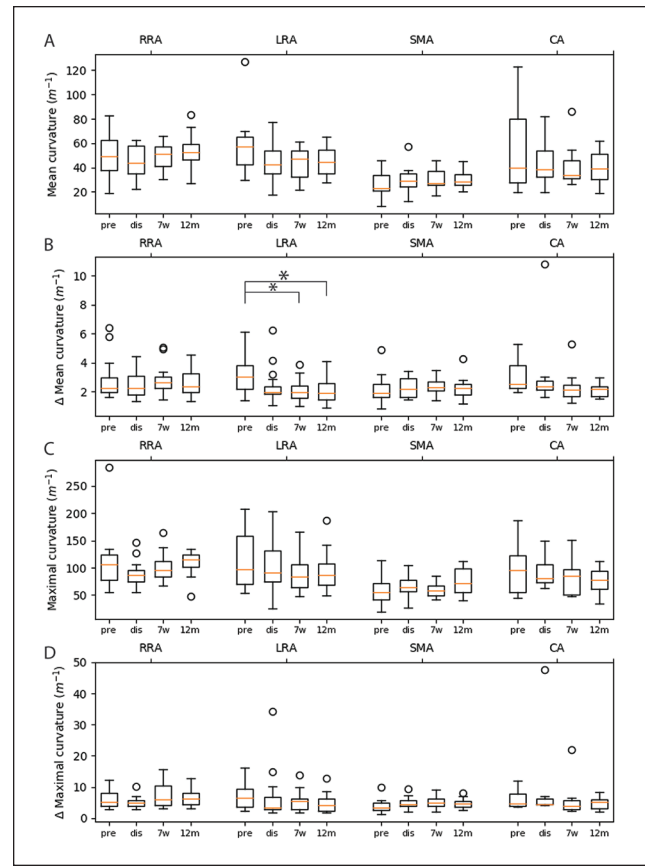 A
RRA LRA SMA CA
Mean curvature (m⁻¹)
120
100
80
60
40
20
pre dis 7w 12m pre dis 7w 12m pre dis 7w 12m pre dis 7w 12m
B
RRA LRA SMA CA
Δ Mean curvature (m⁻¹)
10
8
6
4
2
*
*
pre dis 7w 12m pre dis 7w 12m pre dis 7w 12m pre dis 7w 12m
C
RRA LRA SMA CA
Maximal curvature (m⁻¹)
250
200
150
100
50
pre dis 7w 12m pre dis 7w 12m pre dis 7w 12m pre dis 7w 12m
D
RRA LRA SMA CA
Δ Maximal curvature (m⁻¹)
50
40
30
20
10
0
pre dis 7w 12m pre dis 7w 12m pre dis 7w 12m pre dis 7w 12m